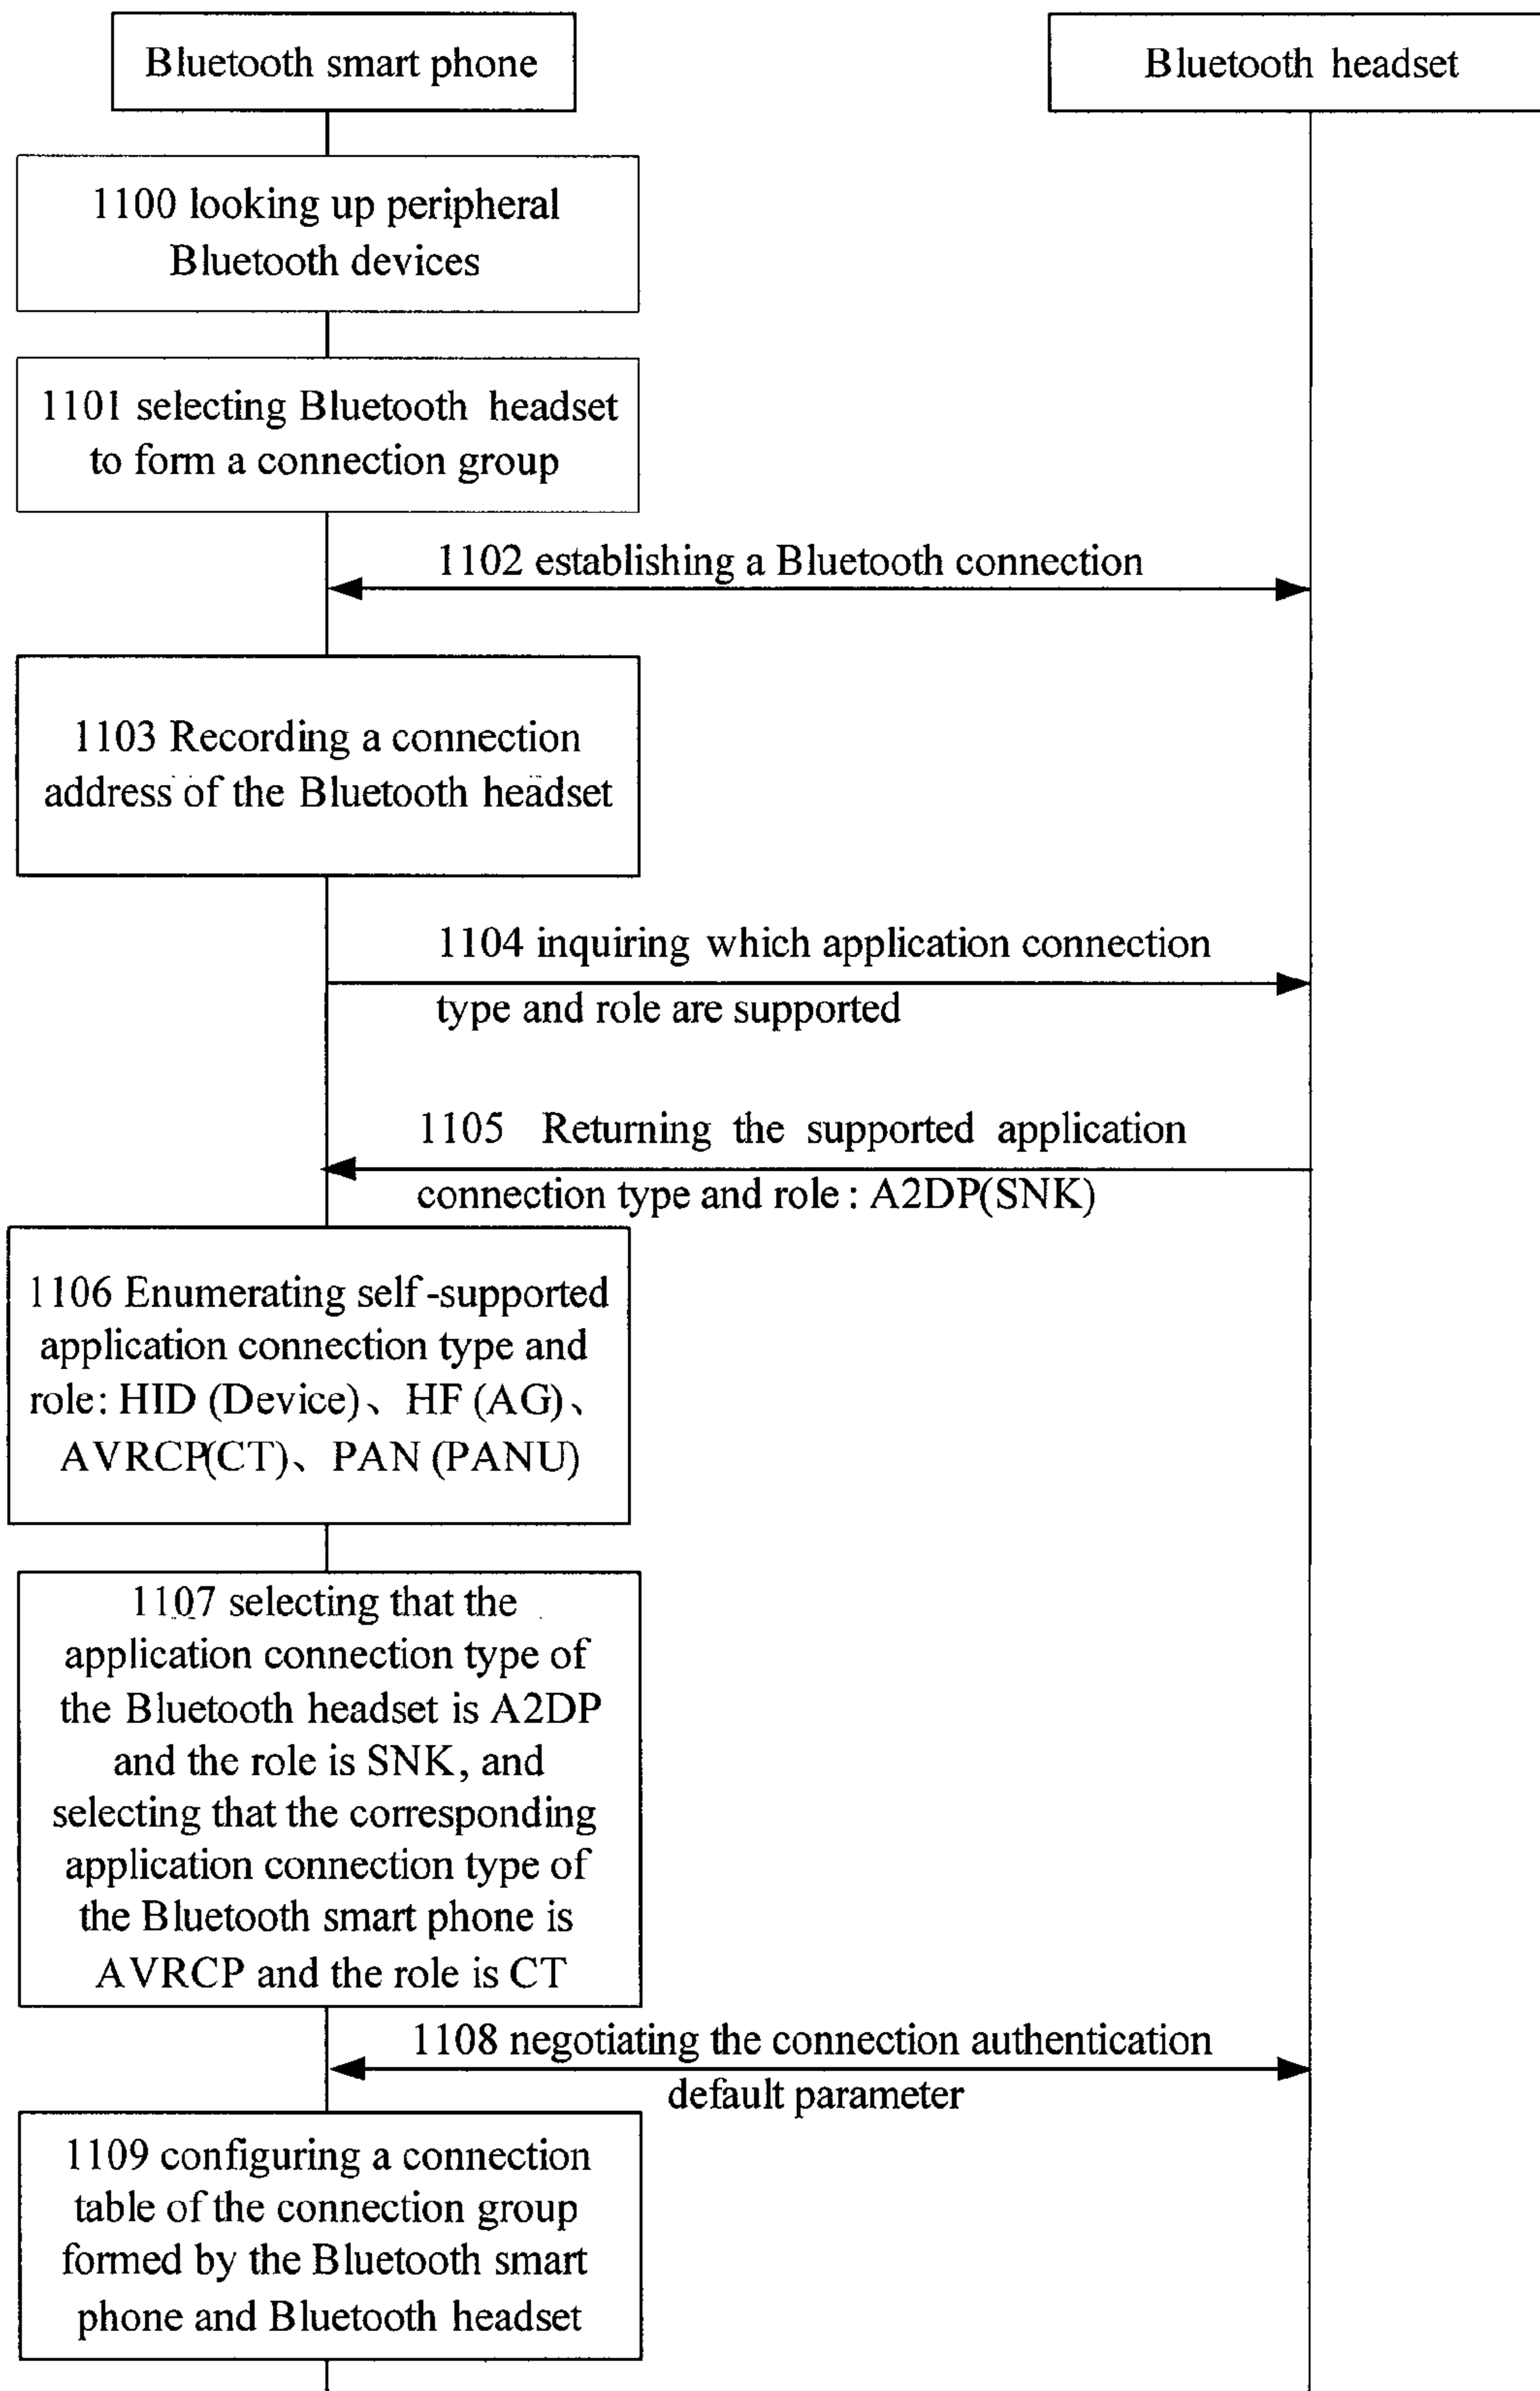 Bluetooth smart phone
Bluetooth headset
1100 looking up peripheral
Bluetooth devices
1101 selecting Bluetooth headset
to form a connection group
1102 establishing a Bluetooth connection
1103 Recording a connection
address of the Bluetooth headset
1104 inquiring which application connection
type and role are supported
1105 Returning the supported application
connection type and role : A2DP(SNK)
1106 Enumerating self-supported
application connection type and
role: HID (Device)、 HF (AG)、
AVRCP(CT)、 PAN (PANU)
1107 selecting that the
application connection type of
the Bluetooth headset is A2DP
and the role is SNK, and
selecting that the corresponding
application connection type of
the Bluetooth smart phone is
AVRCP and the role is CT
1108 negotiating the connection authentication
default parameter
1109 configuring a connection
table of the connection group
formed by the Bluetooth smart
phone and Bluetooth headset